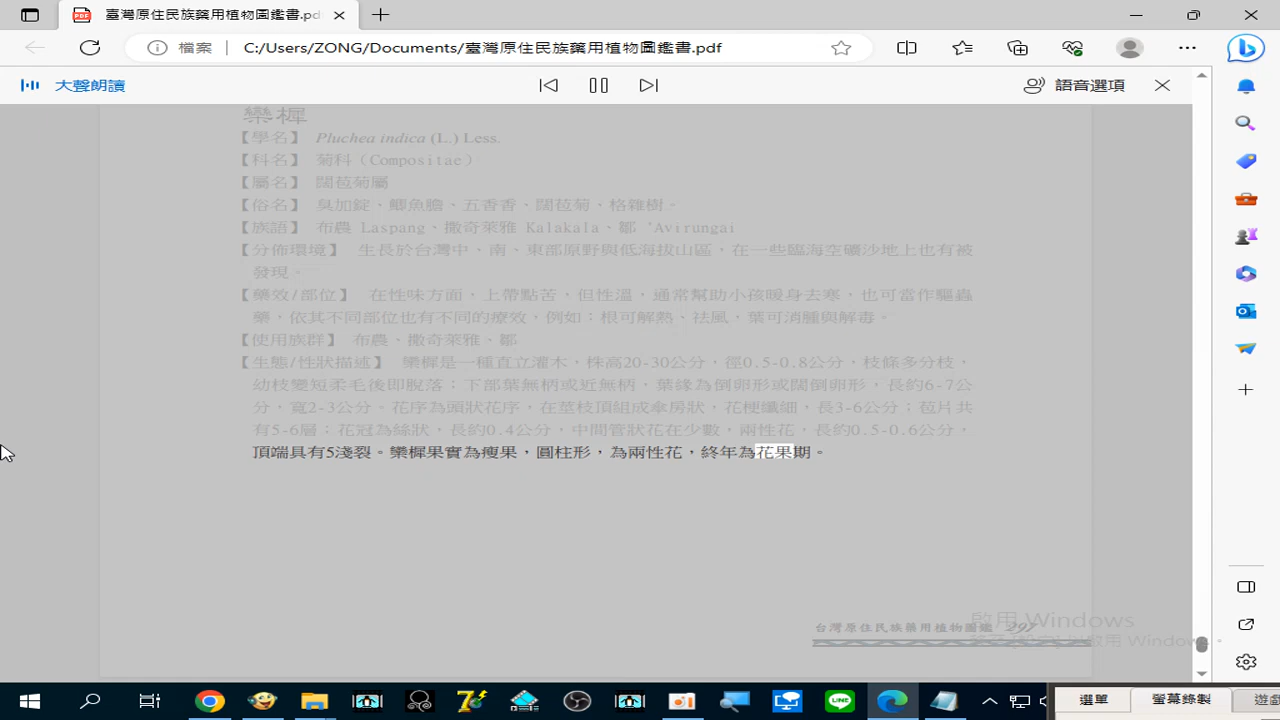 臺灣原住民族藥用植物圖鑑書.pdf
檔案 C:/Users/ZONG/Documents/臺灣原住民族藥用植物圖鑑書.pdf
大聲朗讀
語音選項
欒樨
【學名】 Pluchea indica (L.) Less.
【科名】 菊科（Compositae）
【屬名】 闊苞菊屬
【俗名】 臭加錠、鯽魚膽、五香香、闊苞菊、格雜樹。
【族語】 布農 Laspang、撒奇萊雅 Kalakala、鄒 'Avirungai
【分佈環境】 生長於台灣中、南、東部原野與低海拔山區，在一些臨海空礦沙地上也有被
發現。
【藥效/部位】 在性味方面，上帶點苦，但性溫，通常幫助小孩暖身去寒，也可當作驅蟲
藥，依其不同部位也有不同的療效，例如：根可解熱、祛風，葉可消腫與解毒。
【使用族群】 布農、撒奇萊雅、鄒
【生態/性狀描述】 欒樨是一種直立灌木，株高20-30公分，徑0.5-0.8公分，枝條多分枝，
幼枝變短柔毛後即脫落；下部葉無柄或近無柄，葉緣為倒卵形或闊倒卵形，長約6-7公
分，寬2-3公分。花序為頭狀花序，在莖枝頂組成傘房狀，花梗纖細，長3-6公分；苞片共
有5-6層；花冠為絲狀，長約0.4公分，中間管狀花在少數，兩性花，長約0.5-0.6公分，
頂端具有5淺裂。欒樨果實為瘦果，圓柱形，為兩性花，終年為花果期。
啟用 Windows
台灣原住民族藥用植物圖鑑 297
選單
螢幕錄製